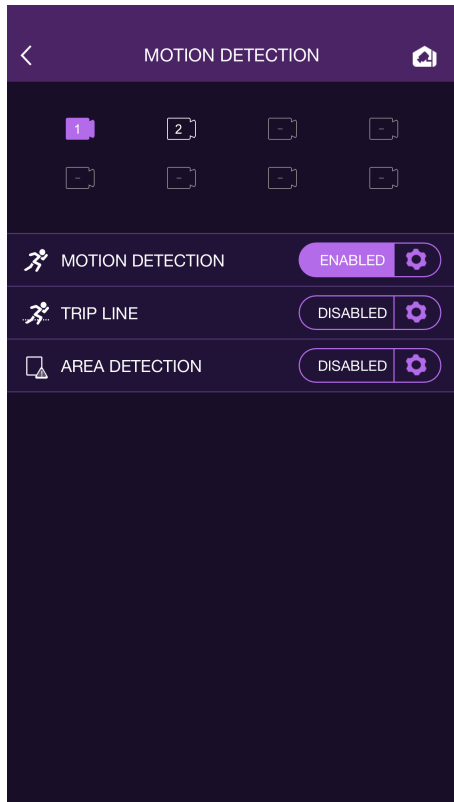 MOTION DETECTION
1 2 - -
- - - -
MOTION DETECTION ENABLED
TRIP LINE DISABLED
AREA DETECTION DISABLED